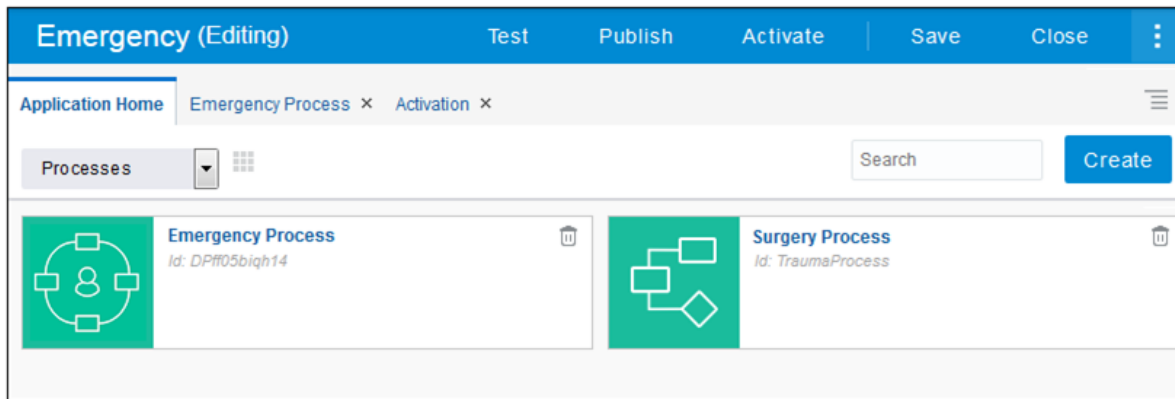 Emergency (Editing) Test Publish Activate Save Close
Application Home Emergency Process × Activation ×
Processes Search Create
Emergency Process
Id: DPff05biqh14
Surgery Process
Id: TraumaProcess